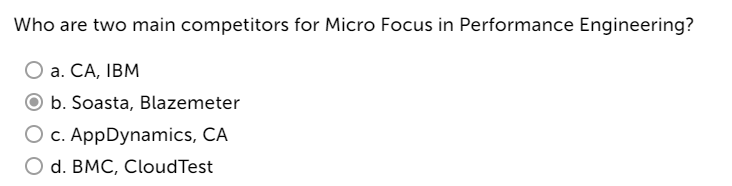 Who are two main competitors for Micro Focus in Performance Engineering?
a. CA, IBM
b. Soasta, Blazemeter
c. AppDynamics, CA
d. BMC, CloudTest